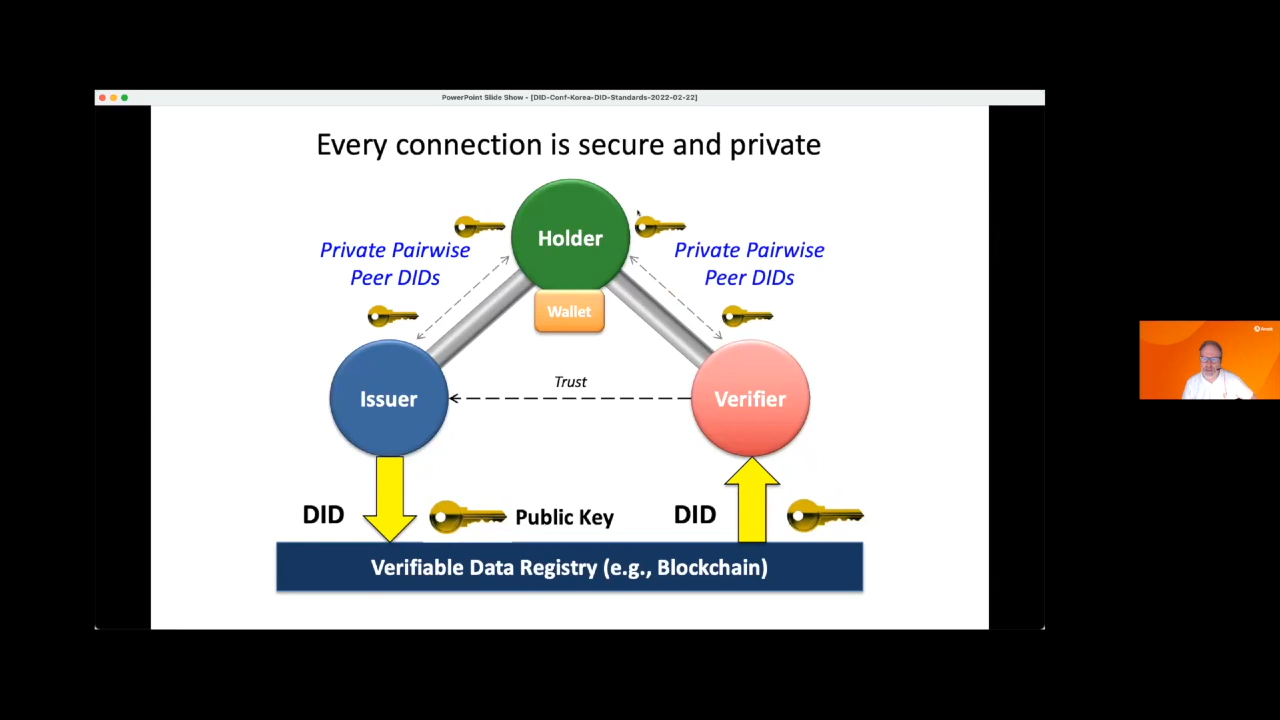 PowerPoint Slide Show - [DID-Conf-Korea-DID-Standards-2022-02-22]
Every connection is secure and private
Holder
Private Pairwise
Peer DIDs
Private Pairwise
Peer DIDs
Wallet
Trust
Issuer
Verifier
DID
Public Key
DID
Verifiable Data Registry (e.g., Blockchain)